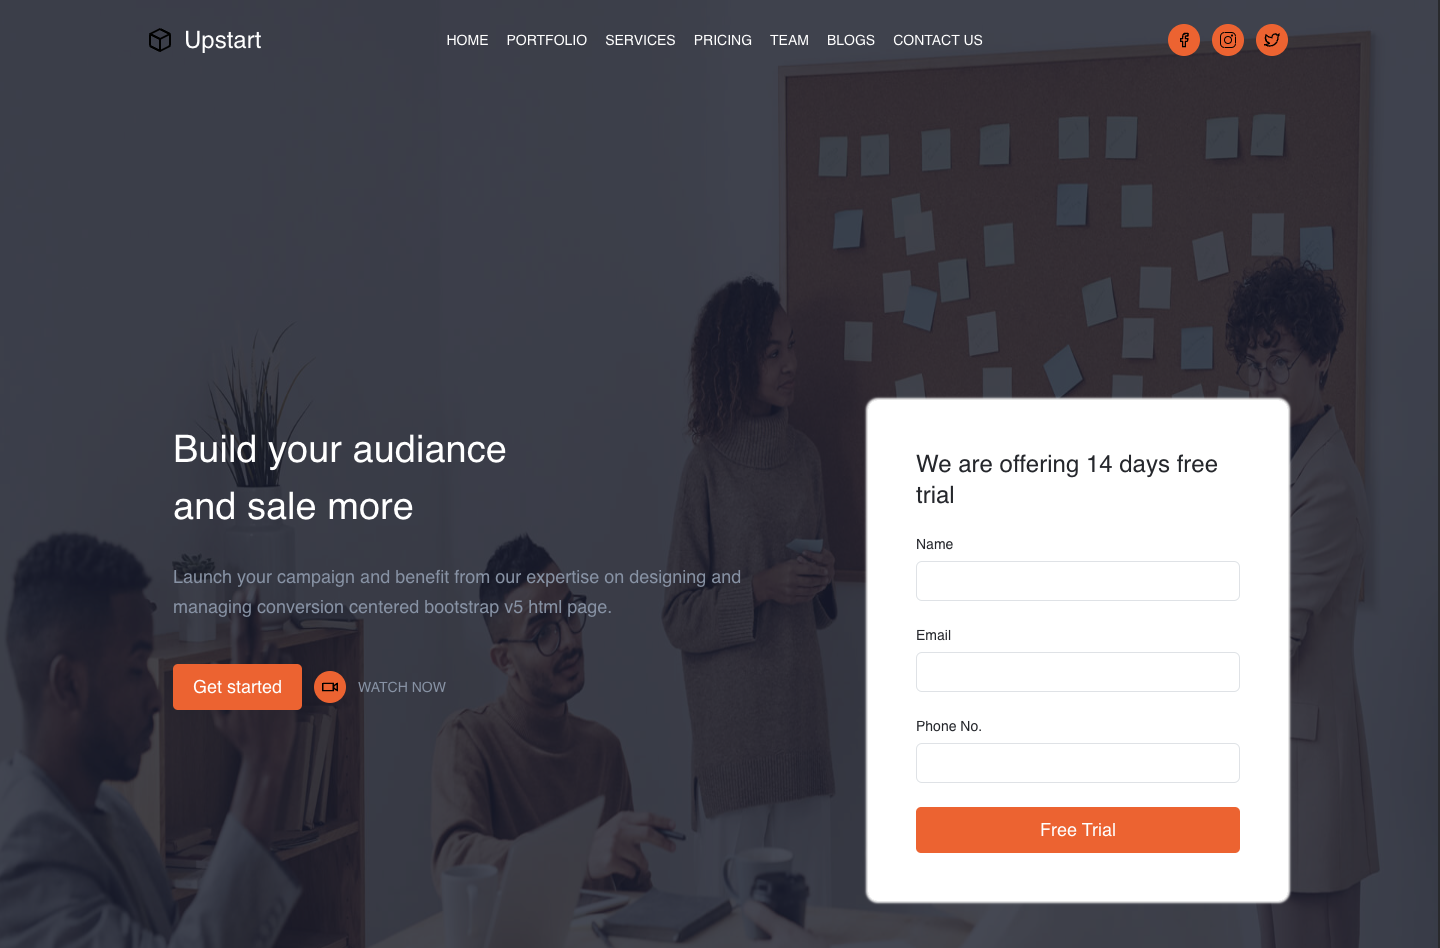 Upstart
HOME PORTFOLIO SERVICES PRICING TEAM BLOGS CONTACT US
Build your audiance
and sale more
Launch your campaign and benefit from our expertise on designing and
managing conversion centered bootstrap v5 html page.
Get started WATCH NOW
We are offering 14 days free
trial
Name
Email
Phone No.
Free Trial